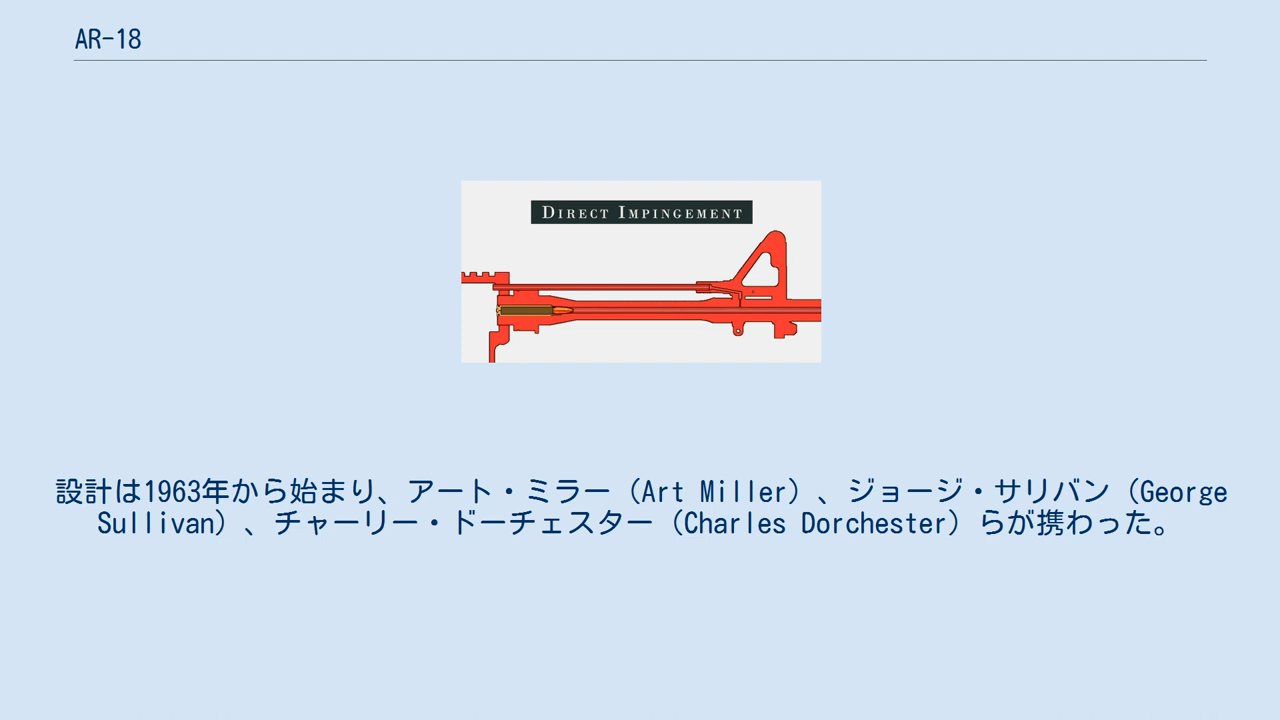 AR-18
DIRECT IMPINGEMENT
設計は1963年から始まり、アート・ミラー（Art Miller）、ジョージ・サリバン（George
Sullivan）、チャーリー・ドーチェスター（Charles Dorchester）らが携わった。